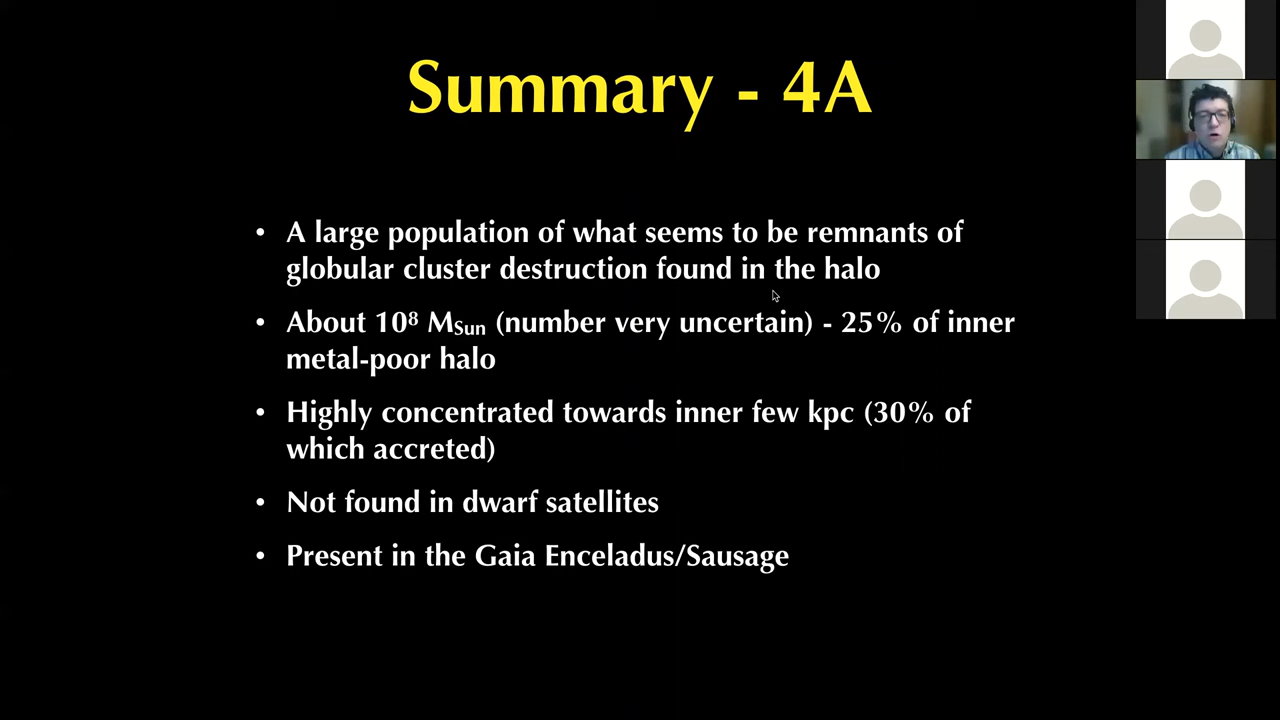 Summary - 4A
• A large population of what seems to be remnants of
globular cluster destruction found in the halo
• About 10⁸ M_Sun (number very uncertain) - 25% of inner
metal-poor halo
• Highly concentrated towards inner few kpc (30% of
which accreted)
• Not found in dwarf satellites
• Present in the Gaia Enceladus/Sausage